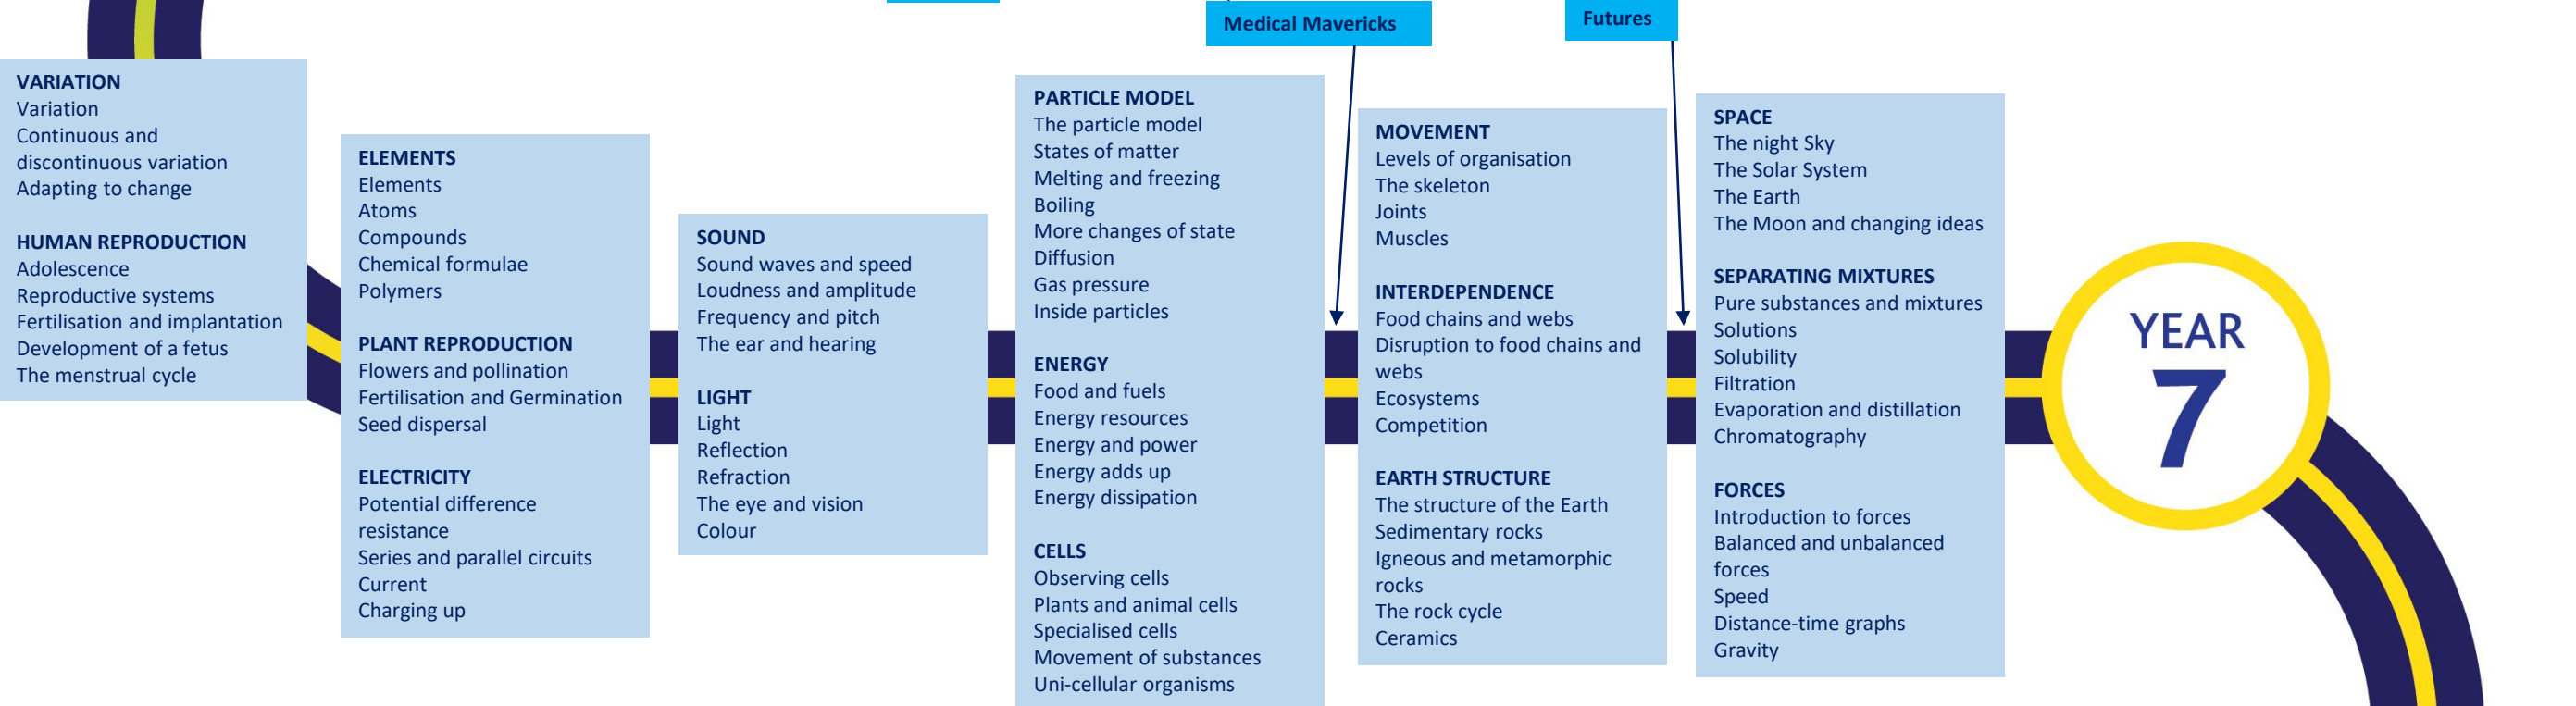 Medical Mavericks
Futures
VARIATION
Variation
Continuous and
discontinuous variation
Adapting to change
HUMAN REPRODUCTION
Adolescence
Reproductive systems
Fertilisation and implantation
Development of a fetus
The menstrual cycle
ELEMENTS
Elements
Atoms
Compounds
Chemical formulae
Polymers
PLANT REPRODUCTION
Flowers and pollination
Fertilisation and Germination
Seed dispersal
ELECTRICITY
Potential difference
resistance
Series and parallel circuits
Current
Charging up
SOUND
Sound waves and speed
Loudness and amplitude
Frequency and pitch
The ear and hearing
LIGHT
Light
Reflection
Refraction
The eye and vision
Colour
PARTICLE MODEL
The particle model
States of matter
Melting and freezing
Boiling
More changes of state
Diffusion
Gas pressure
Inside particles
ENERGY
Food and fuels
Energy resources
Energy and power
Energy adds up
Energy dissipation
CELLS
Observing cells
Plants and animal cells
Specialised cells
Movement of substances
Uni-cellular organisms
MOVEMENT
Levels of organisation
The skeleton
Joints
Muscles
INTERDEPENDENCE
Food chains and webs
Disruption to food chains and
webs
Ecosystems
Competition
EARTH STRUCTURE
The structure of the Earth
Sedimentary rocks
Igneous and metamorphic
rocks
The rock cycle
Ceramics
SPACE
The night Sky
The Solar System
The Earth
The Moon and changing ideas
SEPARATING MIXTURES
Pure substances and mixtures
Solutions
Solubility
Filtration
Evaporation and distillation
Chromatography
FORCES
Introduction to forces
Balanced and unbalanced
forces
Speed
Distance-time graphs
Gravity
YEAR
7